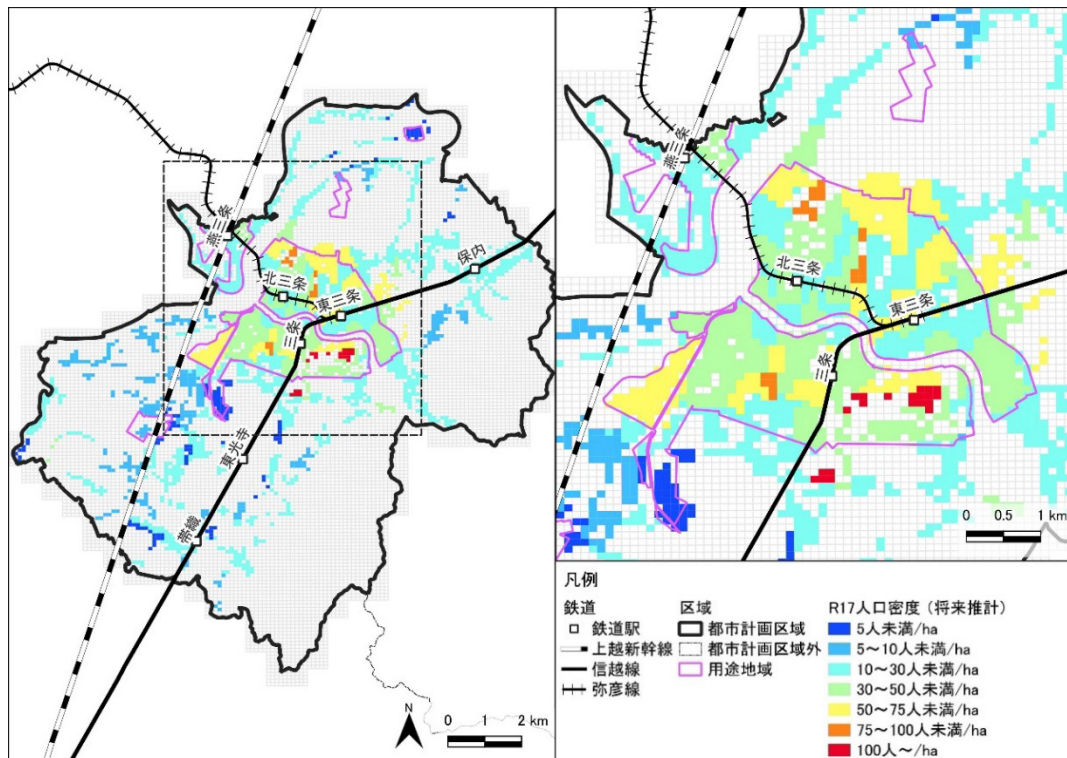 燕三条
北三条
東三条
保内
三条
東光寺
帯織
N
0 1 2 km
燕三条
北三条
東三条
三条
0 0.5 1 km
凡例
鉄道
鉄道駅
上越新幹線
信越線
弥彦線
区域
都市計画区域
都市計画区域外
用途地域
R17人口密度（将来推計）
5人未満/ha
5～10人未満/ha
10～30人未満/ha
30～50人未満/ha
50～75人未満/ha
75～100人未満/ha
100人～/ha